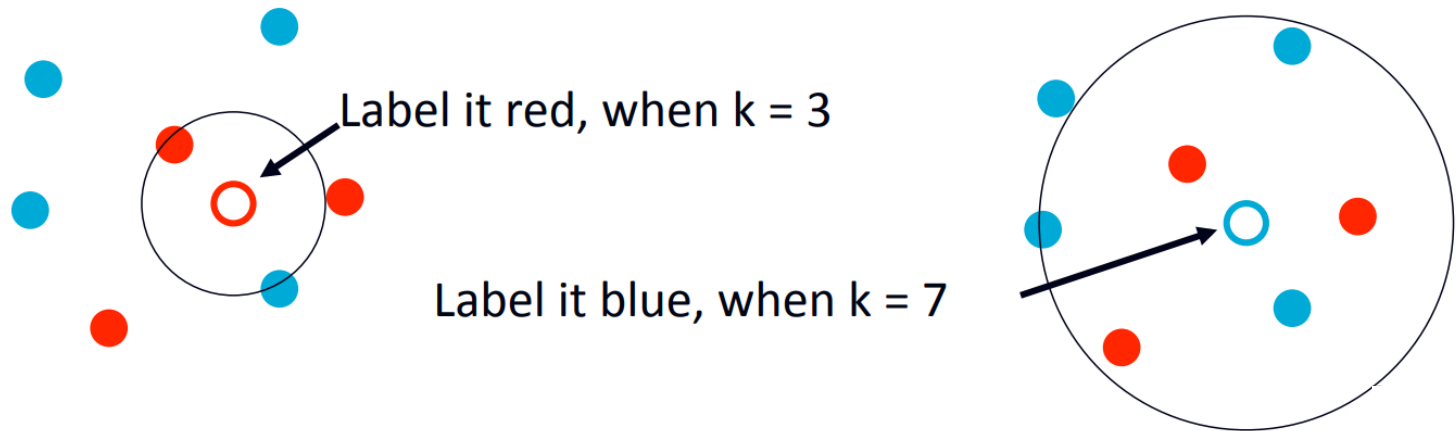 Label it red, when k = 3
Label it blue, when k = 7